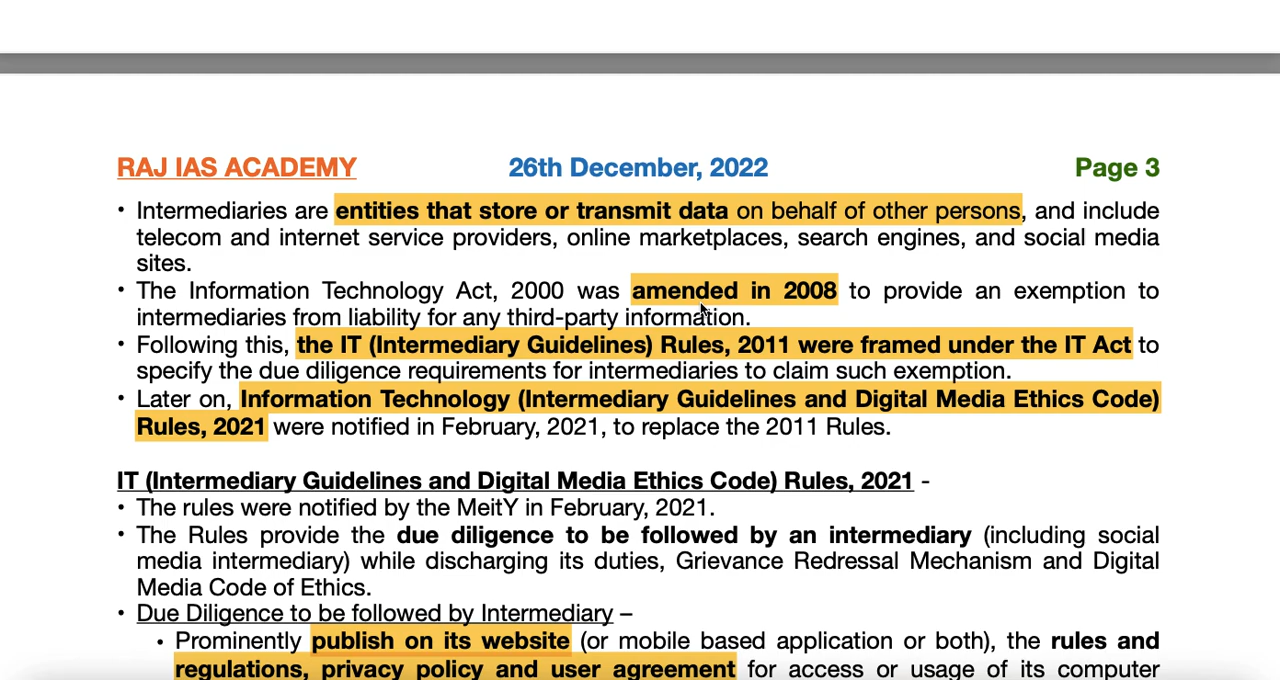 RAJ IAS ACADEMY 26th December, 2022 Page 3
• Intermediaries are entities that store or transmit data on behalf of other persons, and include
telecom and internet service providers, online marketplaces, search engines, and social media
sites.
• The Information Technology Act, 2000 was amended in 2008 to provide an exemption to
intermediaries from liability for any third-party information.
• Following this, the IT (Intermediary Guidelines) Rules, 2011 were framed under the IT Act to
specify the due diligence requirements for intermediaries to claim such exemption.
• Later on, Information Technology (Intermediary Guidelines and Digital Media Ethics Code)
Rules, 2021 were notified in February, 2021, to replace the 2011 Rules.
IT (Intermediary Guidelines and Digital Media Ethics Code) Rules, 2021 -
• The rules were notified by the MeitY in February, 2021.
• The Rules provide the due diligence to be followed by an intermediary (including social
media intermediary) while discharging its duties, Grievance Redressal Mechanism and Digital
Media Code of Ethics.
• Due Diligence to be followed by Intermediary –
• Prominently publish on its website (or mobile based application or both), the rules and
regulations, privacy policy and user agreement for access or usage of its computer